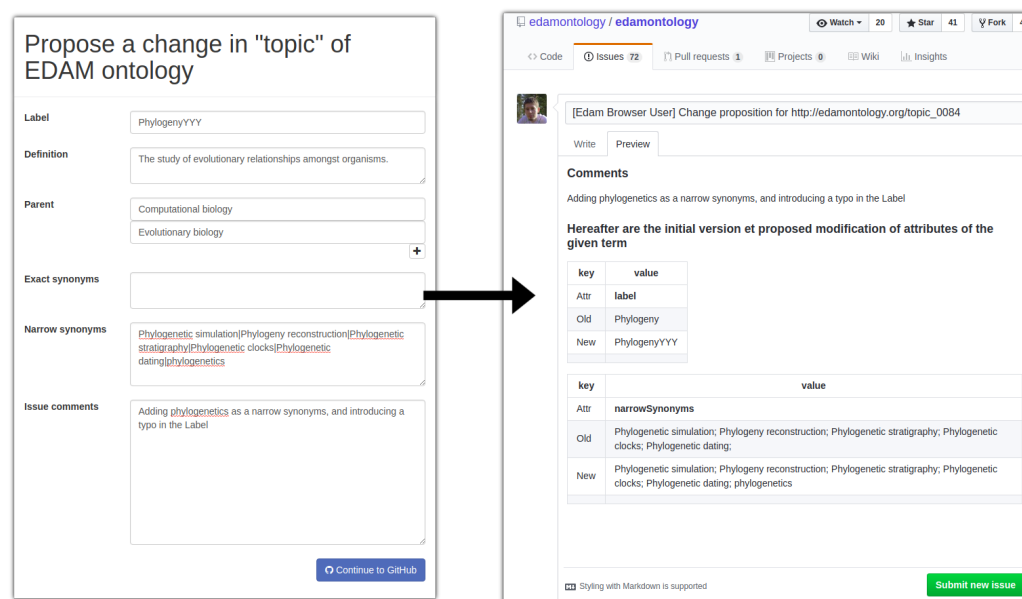 Propose a change in "topic" of
EDAM ontology
Label
PhylogenyYYY
Definition
The study of evolutionary relationships amongst organisms.
Parent
Computational biology
Evolutionary biology
+
Exact synonyms
Narrow synonyms
Phylogenetic simulation|Phylogeny reconstruction|Phylogenetic
stratigraphy|Phylogenetic clocks|Phylogenetic
dating|phylogenetics
Issue comments
Adding phylogenetics as a narrow synonyms, and introducing a
typo in the Label
Continue to GitHub
edamontology / edamontology
Watch 20 Star 41 Fork
Code Issues 72 Pull requests 1 Projects 0 Wiki Insights
[Edam Browser User] Change proposition for http://edamontology.org/topic_0084
Write Preview
Comments
Adding phylogenetics as a narrow synonyms, and introducing a typo in the Label
Hereafter are the initial version et proposed modification of attributes of the
given term
key value
Attr label
Old Phylogeny
New PhylogenyYYY
key value
Attr narrowSynonyms
Old Phylogenetic simulation; Phylogeny reconstruction; Phylogenetic stratigraphy; Phylogenetic
clocks; Phylogenetic dating;
New Phylogenetic simulation; Phylogeny reconstruction; Phylogenetic stratigraphy; Phylogenetic
clocks; Phylogenetic dating; phylogenetics
Styling with Markdown is supported
Submit new issue